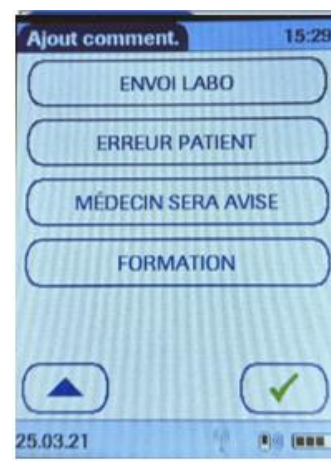 Ajout comment. 15:29
ENVOI LABO
ERREUR PATIENT
MÉDECIN SERA AVISE
FORMATION
25.03.21